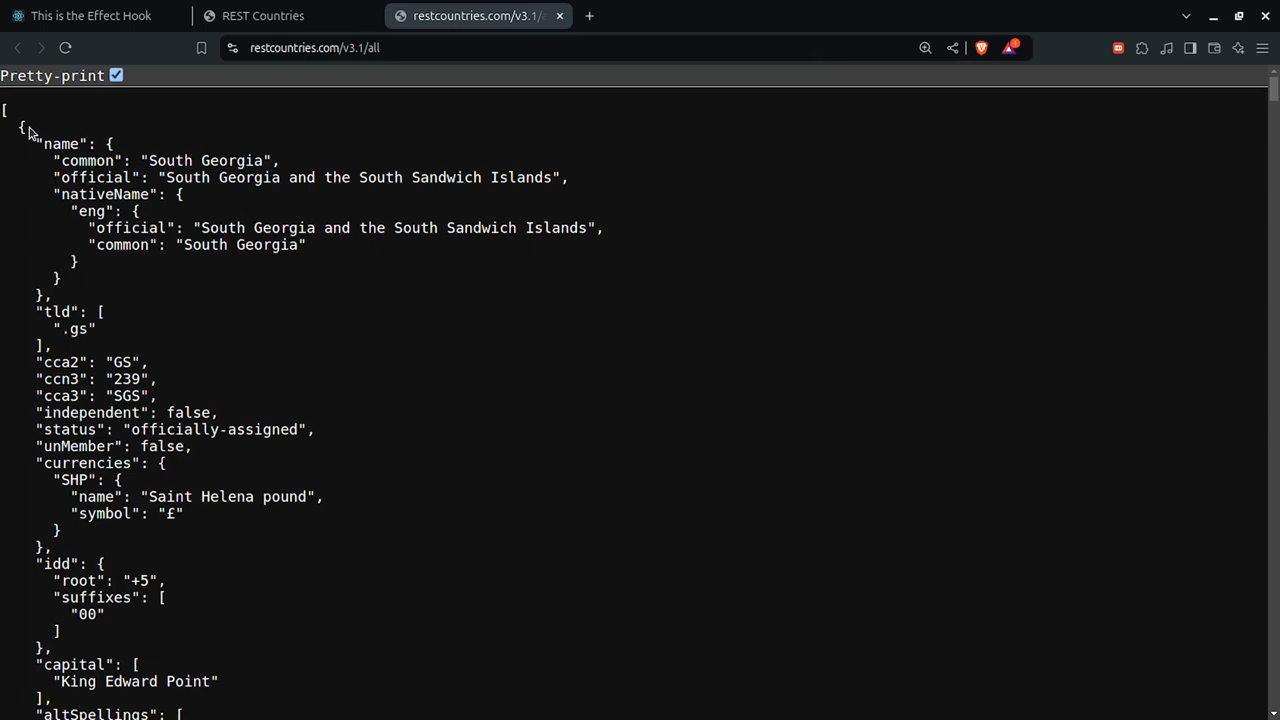 This is the Effect Hook
REST Countries
restcountries.com/v3.1/a
restcountries.com/v3.1/all
1
Pretty-print
[
  {
    "name": {
      "common": "South Georgia",
      "official": "South Georgia and the South Sandwich Islands",
      "nativeName": {
        "eng": {
          "official": "South Georgia and the South Sandwich Islands",
          "common": "South Georgia"
        }
      }
    },
    "tld": [
      ".gs"
    ],
    "cca2": "GS",
    "ccn3": "239",
    "cca3": "SGS",
    "independent": false,
    "status": "officially-assigned",
    "unMember": false,
    "currencies": {
      "SHP": {
        "name": "Saint Helena pound",
        "symbol": "£"
      }
    },
    "idd": {
      "root": "+5",
      "suffixes": [
        "00"
      ]
    },
    "capital": [
      "King Edward Point"
    ],
    "altSpellings": [